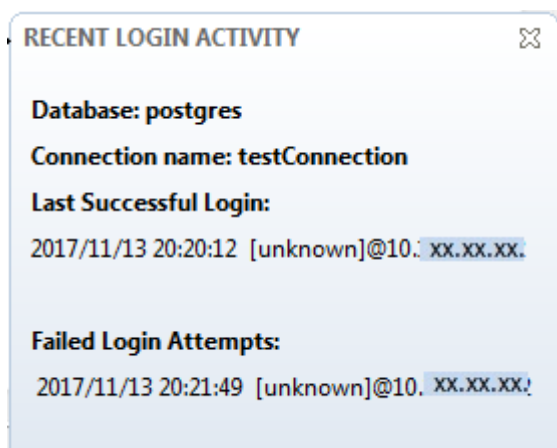 RECENT LOGIN ACTIVITY
Database: postgres
Connection name: testConnection
Last Successful Login:
2017/11/13 20:20:12 [unknown]@10. xx.xx.xx.
Failed Login Attempts:
2017/11/13 20:21:49 [unknown]@10. xx.xx.xx.